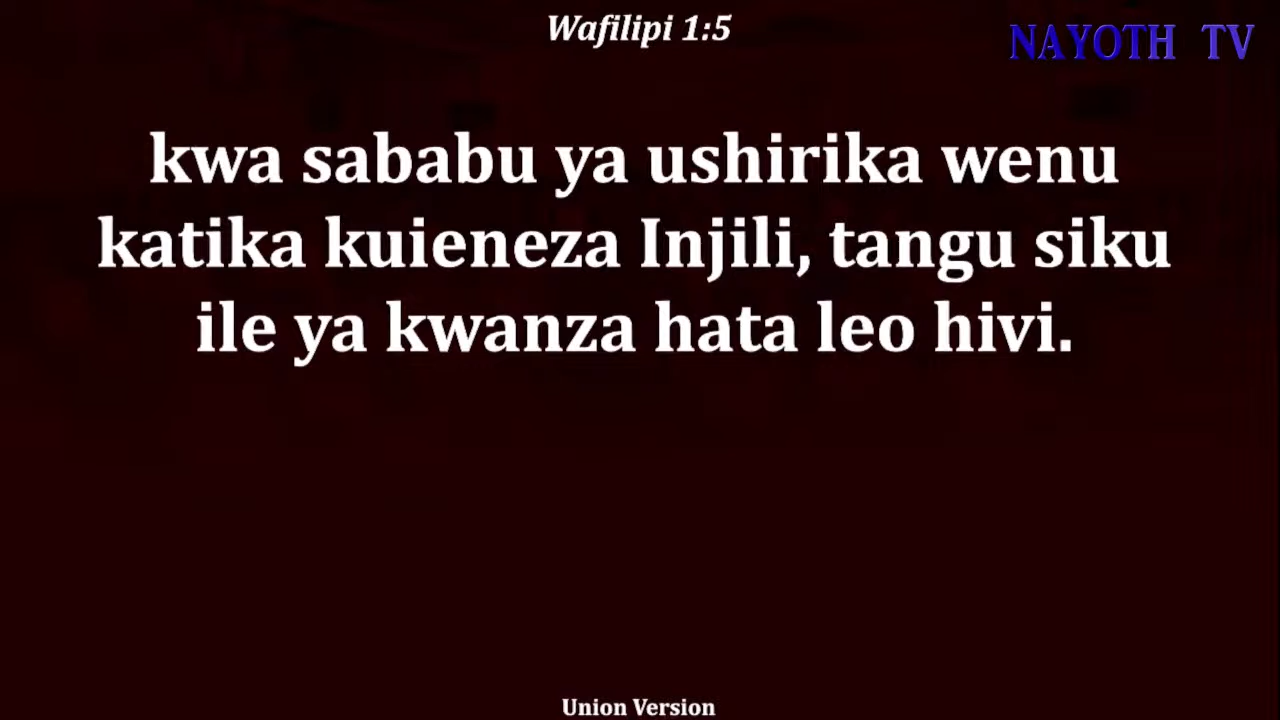 Wafilipi 1:5
NAYOTH TV
kwa sababu ya ushirika wenu
katika kuieneza Injili, tangu siku
ile ya kwanza hata leo hivi.
Union Version